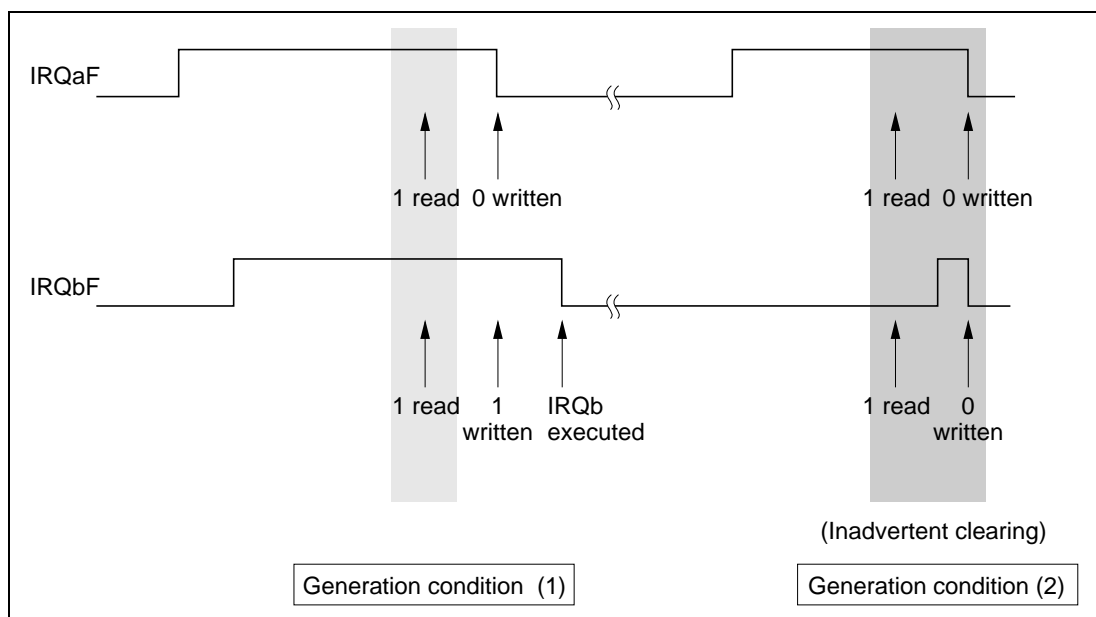 IRQaF
1 read 0 written
1 read 0 written
IRQbF
1 read 1 written
IRQb executed
1 read 0 written
(Inadvertent clearing)
Generation condition (1)
Generation condition (2)